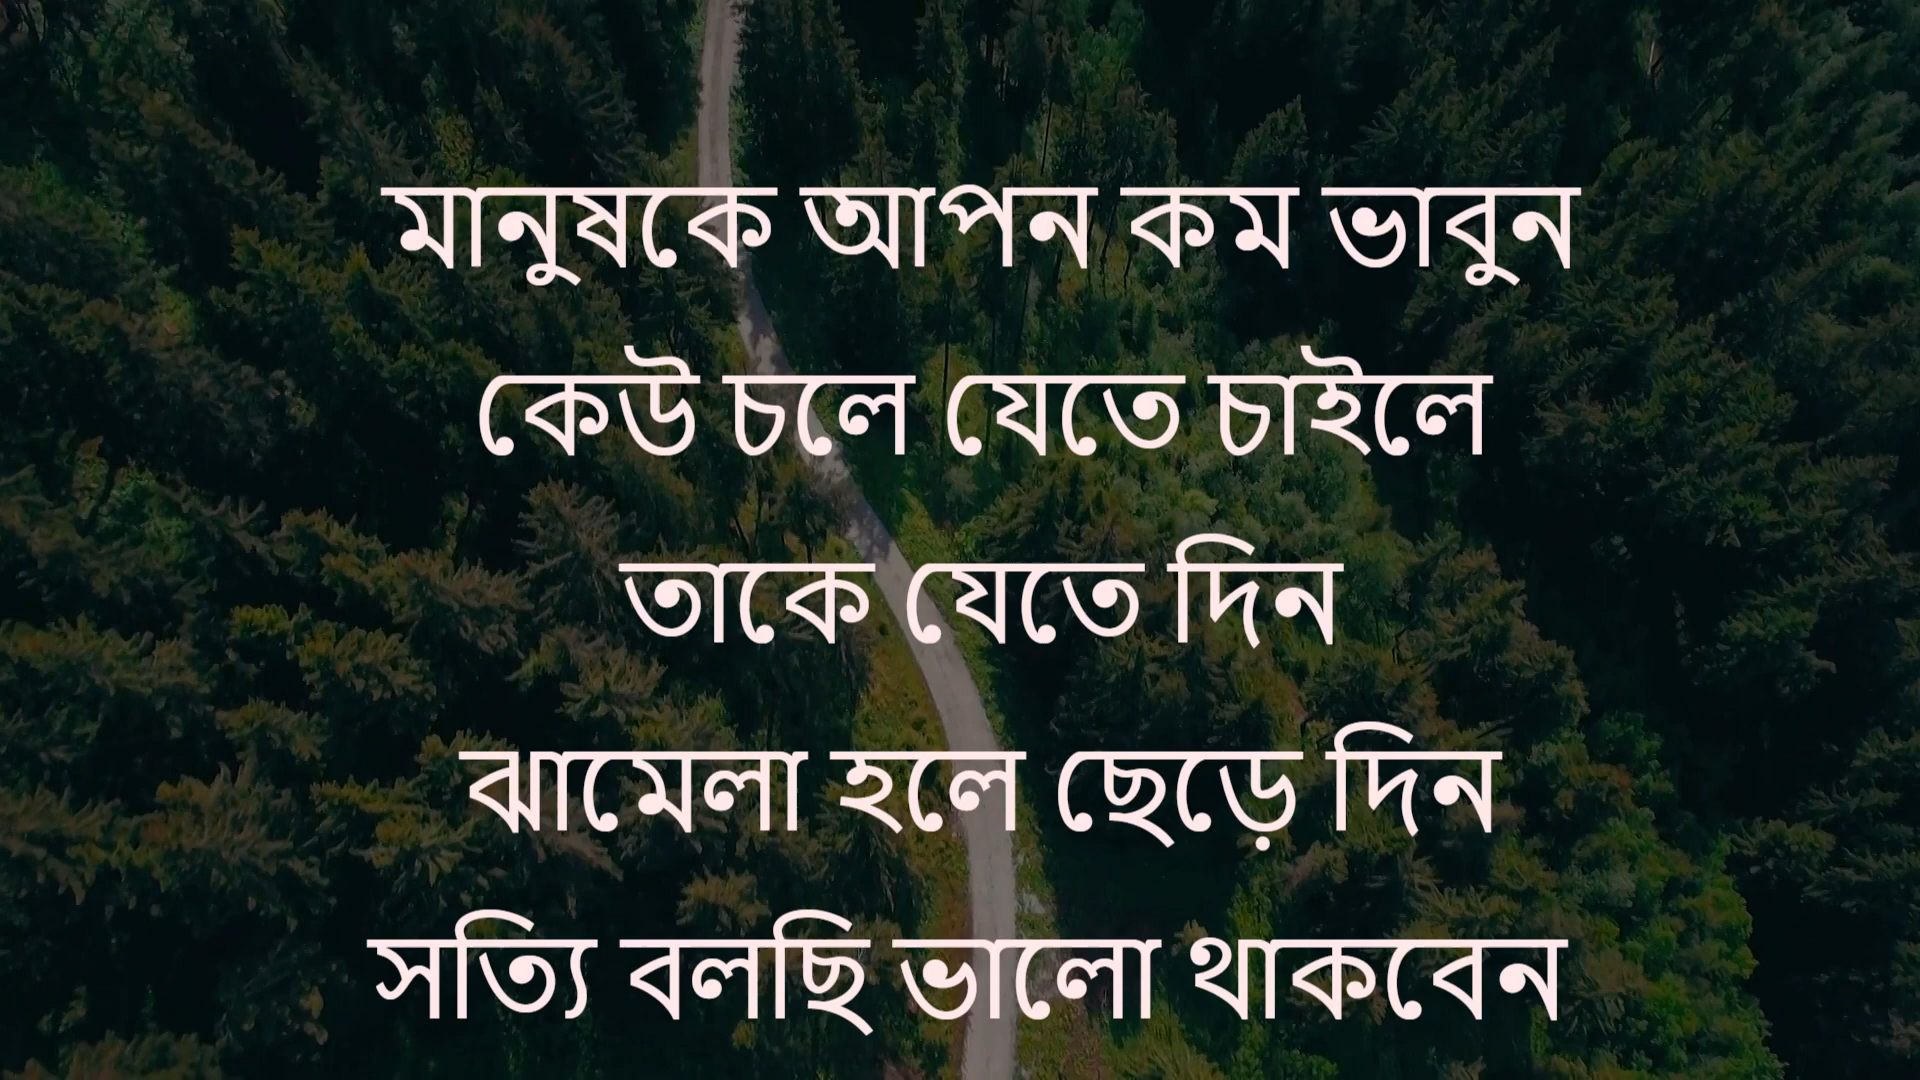 মানুষকে আপন কম ভাবুন
কেউ চলে যেতে চাইলে
তাকে যেতে দিন
ঝামেলা হলে ছেড়ে দিন
সত্যি বলছি ভালো থাকবেন